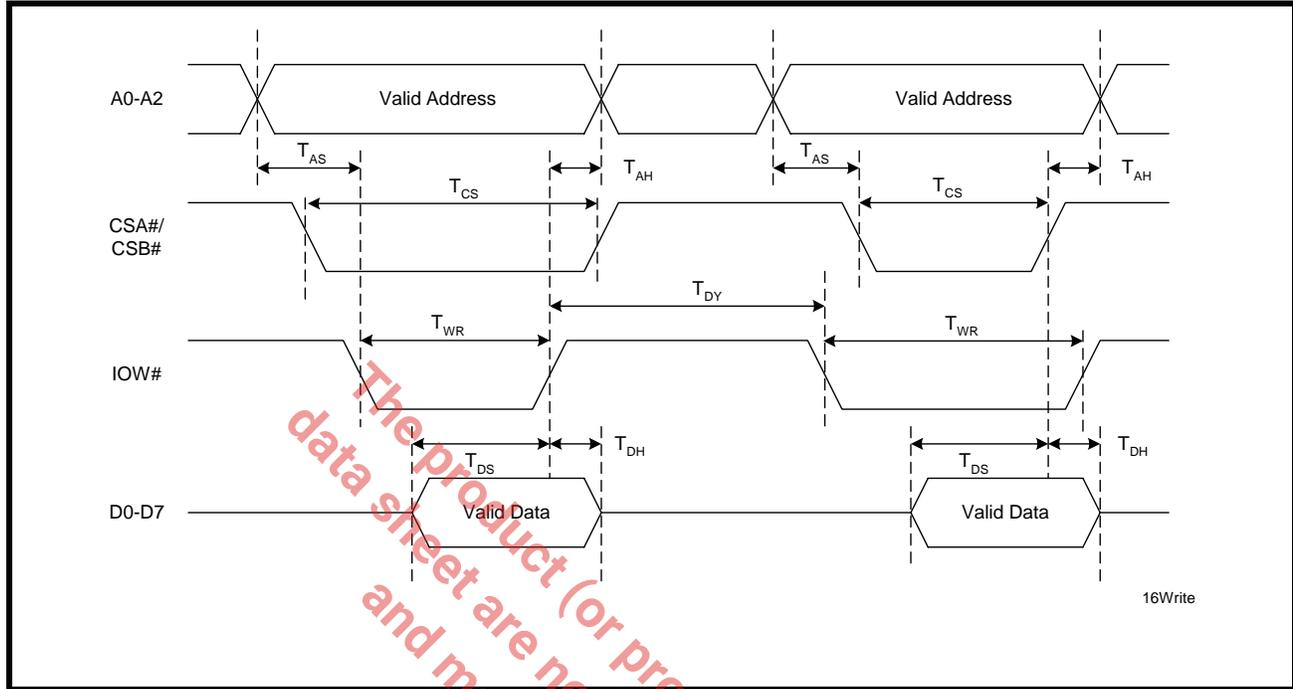 A0-A2
Valid Address
Valid Address
TAS
TAH
TAS
TAH
TCS
TCS
CSA#/
CSB#
TDY
TWR
TWR
IOW#
TDS
TDH
TDS
TDH
D0-D7
Valid Data
Valid Data
16Write
The product (or pro
data sheet are no
and m